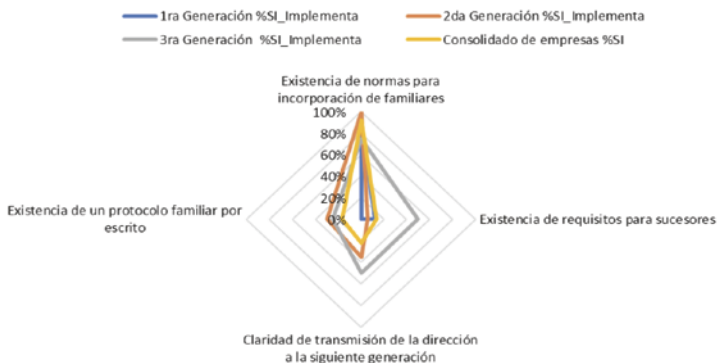 1ra Generación %SI_Implementa
2da Generación %SI_Implementa
3ra Generación %SI_Implementa
Consolidado de empresas %SI
Existencia de normas para
incorporación de familiares
100%
80%
60%
40%
20%
0%
Existencia de un protocolo familiar por
escrito
Existencia de requisitos para sucesores
Claridad de transmisión de la dirección
a la siguiente generación